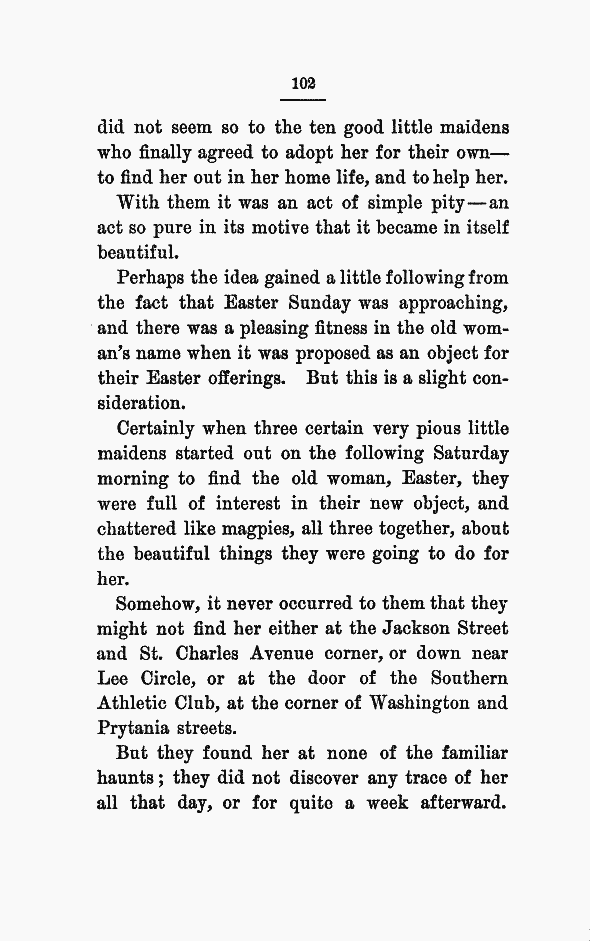 102
did not seem so to the ten good little maidens
who finally agreed to adopt her for their own—
to find her out in her home life, and to help her.
With them it was an act of simple pity—an
act so pure in its motive that it became in itself
beautiful.
Perhaps the idea gained a little following from
the fact that Easter Sunday was approaching,
and there was a pleasing fitness in the old wom-
an's name when it was proposed as an object for
their Easter offerings. But this is a slight con-
sideration.
Certainly when three certain very pious little
maidens started out on the following Saturday
morning to find the old woman, Easter, they
were full of interest in their new object, and
chattered like magpies, all three together, about
the beautiful things they were going to do for
her.
Somehow, it never occurred to them that they
might not find her either at the Jackson Street
and St. Charles Avenue corner, or down near
Lee Circle, or at the door of the Southern
Athletic Club, at the corner of Washington and
Prytania streets.
But they found her at none of the familiar
haunts; they did not discover any trace of her
all that day, or for quite a week afterward.